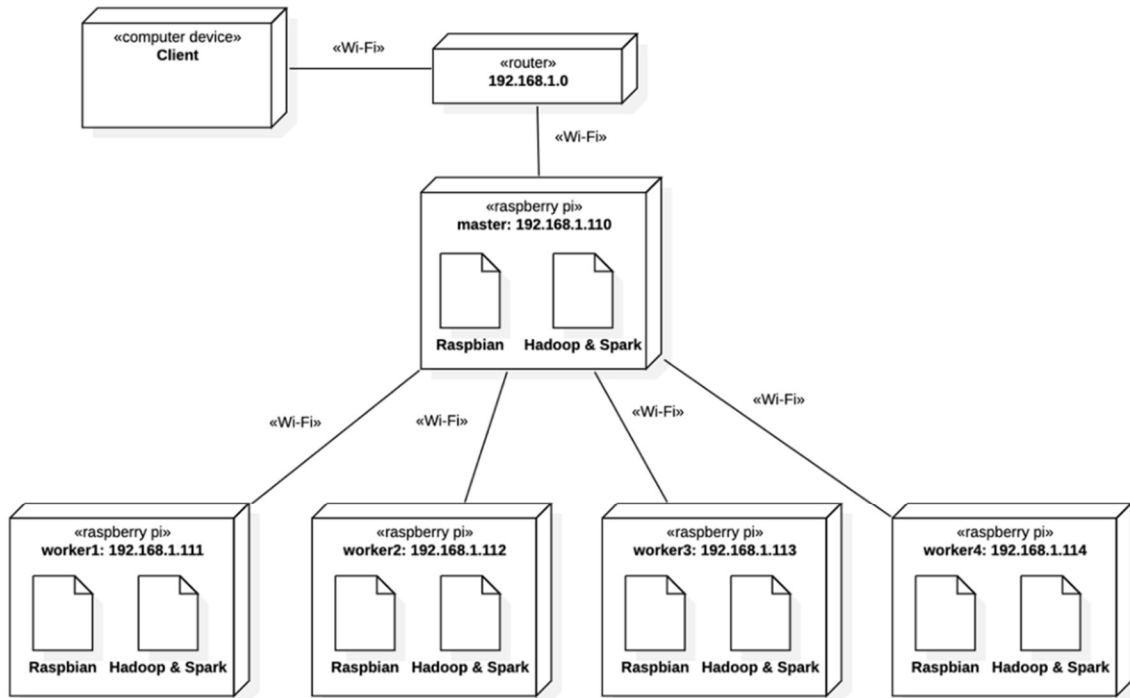 «computer device»
Client
«Wi-Fi»
«router»
192.168.1.0
«Wi-Fi»
«raspberry pi»
master: 192.168.1.110
Raspbian
Hadoop & Spark
«Wi-Fi»
«Wi-Fi»
«Wi-Fi»
«Wi-Fi»
«raspberry pi»
worker1: 192.168.1.111
Raspbian
Hadoop & Spark
«raspberry pi»
worker2: 192.168.1.112
Raspbian
Hadoop & Spark
«raspberry pi»
worker3: 192.168.1.113
Raspbian
Hadoop & Spark
«raspberry pi»
worker4: 192.168.1.114
Raspbian
Hadoop & Spark